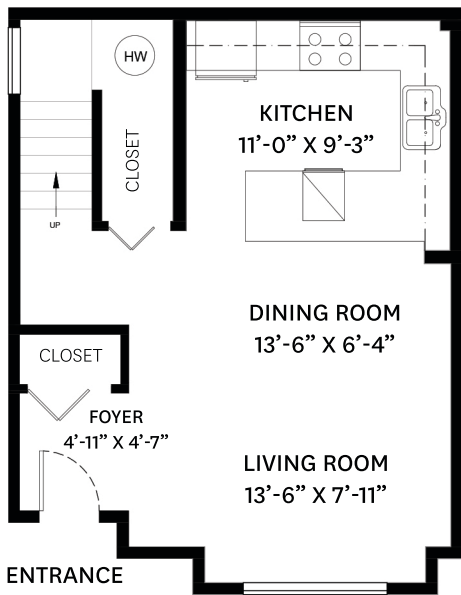 HW
KITCHEN
11’-0” X 9’-3”
CLOSET
UP
DINING ROOM
13’-6” X 6’-4”
CLOSET
FOYER
4’-11” X 4’-7”
LIVING ROOM
13’-6” X 7’-11”
ENTRANCE